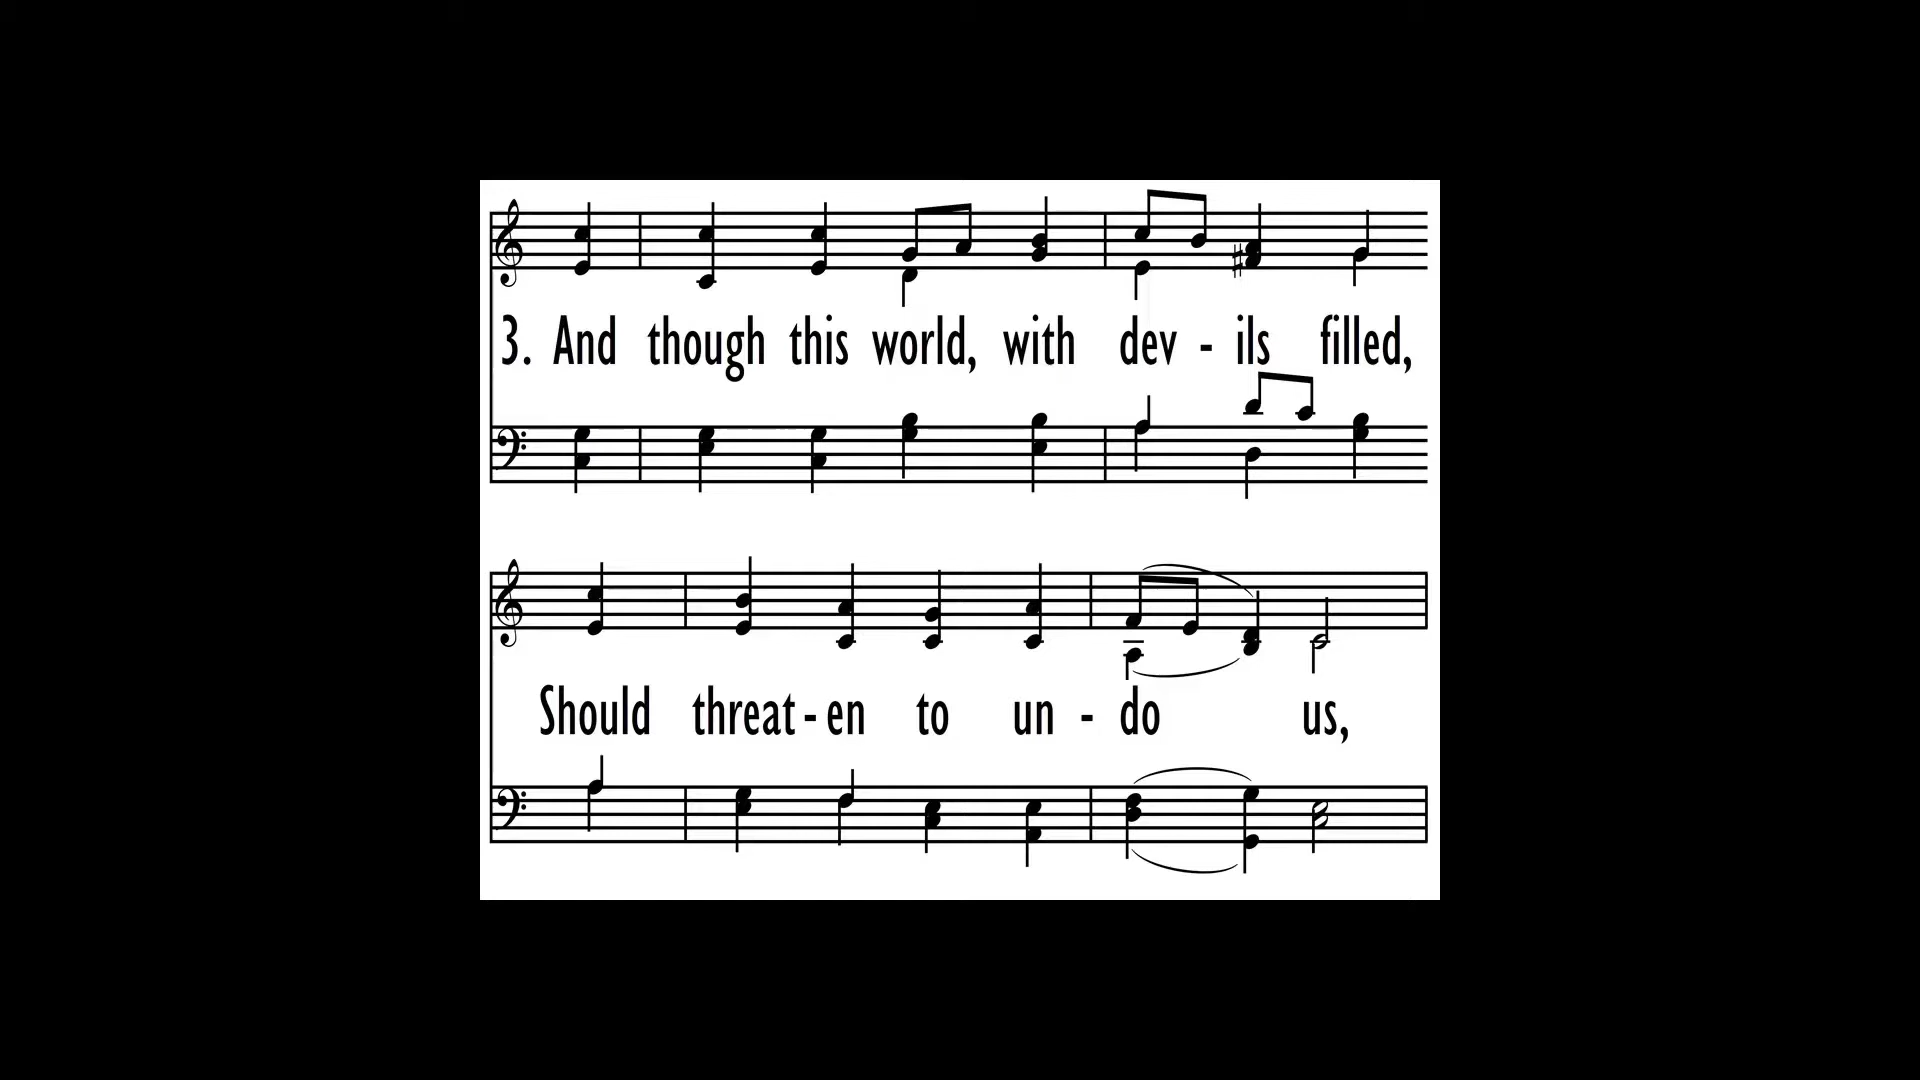 3. And though this world, with dev - ils filled,
Should threat - en to un - do us,